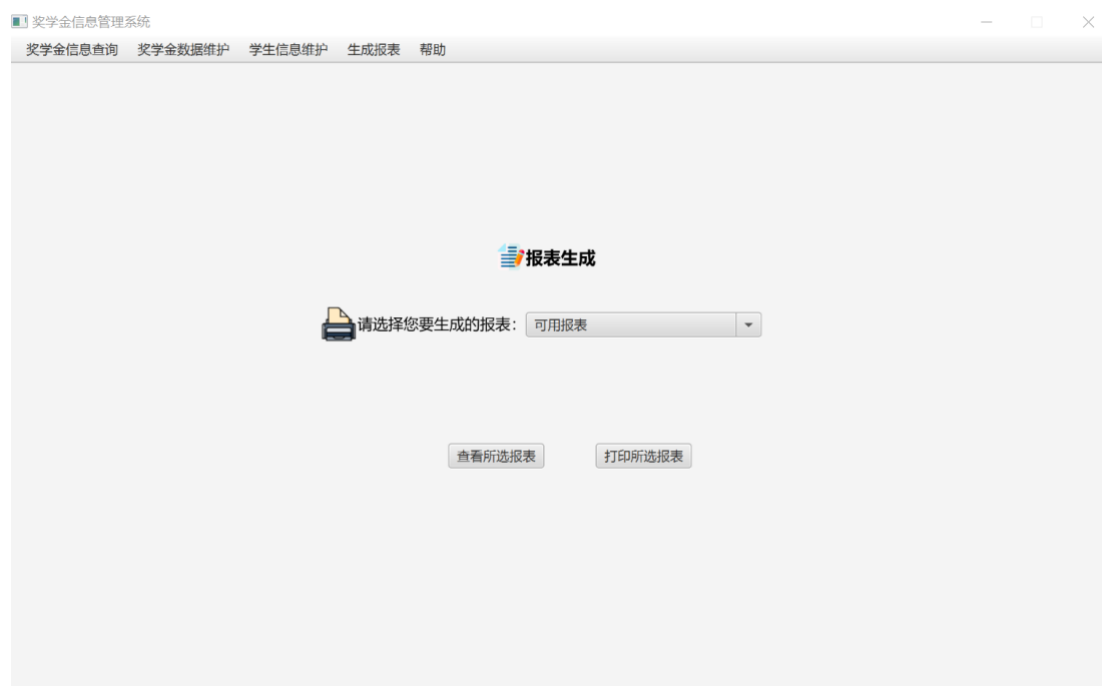 奖学金信息管理系统
奖学金信息查询 奖学金数据维护 学生信息维护 生成报表 帮助
报表生成
请选择您要生成的报表： 可用报表
查看所选报表 打印所选报表